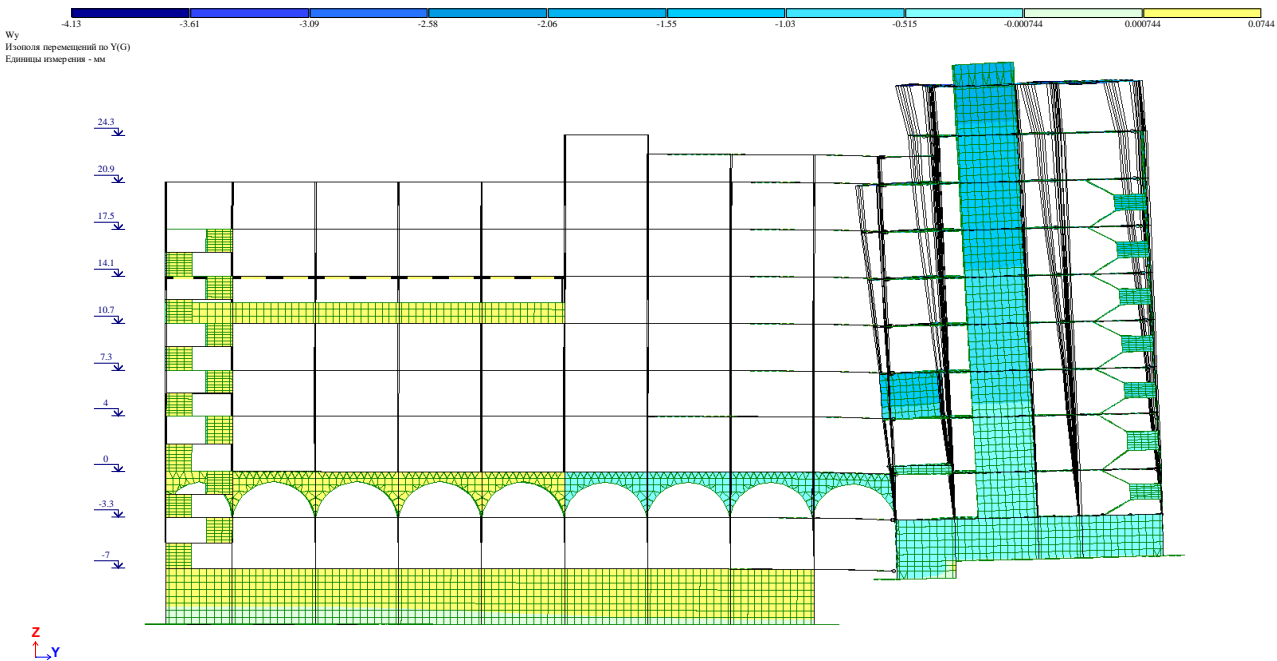 -4.13 -3.61 -3.09 -2.58 -2.06 -1.55 -1.03 -0.515 -0.000744 0.000744 0.0744
Wy
Изополя перемещений по Y(G)
Единицы измерения - мм
24.3
20.9
17.5
14.1
10.7
7.3
4
0
-3.3
-7
Z
Y